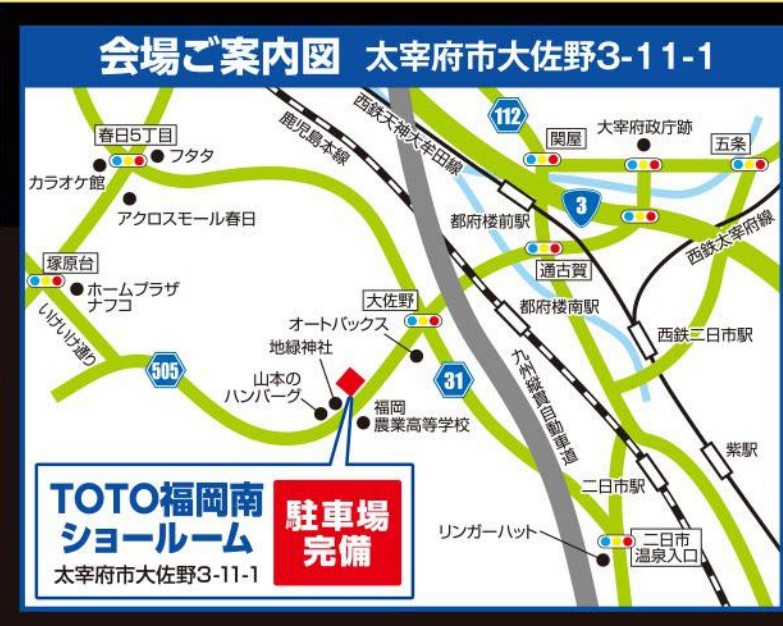 会場ご案内図 太宰府市大佐野3-11-1
春日5丁目
フタタ
カラオケ館
アクロスモール春日
塚原台
ホームプラザ
ナフコ
いけいけ通り
505
鹿児島本線
西鉄天神大牟田線
112
関屋
大宰府政庁跡
五条
3
都府楼前駅
西鉄太宰府線
通古賀
都府楼南駅
西鉄二日市駅
大佐野
オートバックス
地緑神社
山本の
ハンバーグ
31
福岡
農業高等学校
九州縦貫自動車道
紫駅
二日市駅
リンガーハット
二日市
温泉入口
TOTO福岡南
ショールーム
太宰府市大佐野3-11-1
駐車場
完備